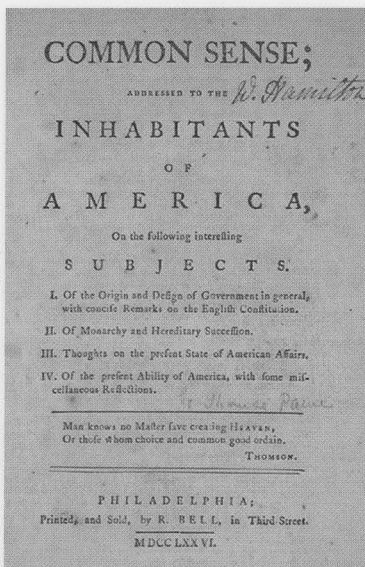 COMMON SENSE;
ADDRESSED TO THE W. Hamilton
INHABITANTS
OF
AMERICA,
On the following intereſting
SUBJECTS.
I. Of the Origin and Deſign of Government in general,
with conciſe Remarks on the Engliſh Conſtitution.
II. Of Monarchy and Hereditary Succeſſion.
III. Thoughts on the preſent State of American Affairs.
IV. Of the preſent Ability of America, with ſome miſ-
cellaneous Reflections.
Thomas Paine
Man knows no Maſter ſave creating HEAVEN,
Or thoſe whom choice and common good ordain.
THOMSON.
PHILADELPHIA;
Printed, and Sold, by R. BELL, in Third Street.
MDCCLXXVI.